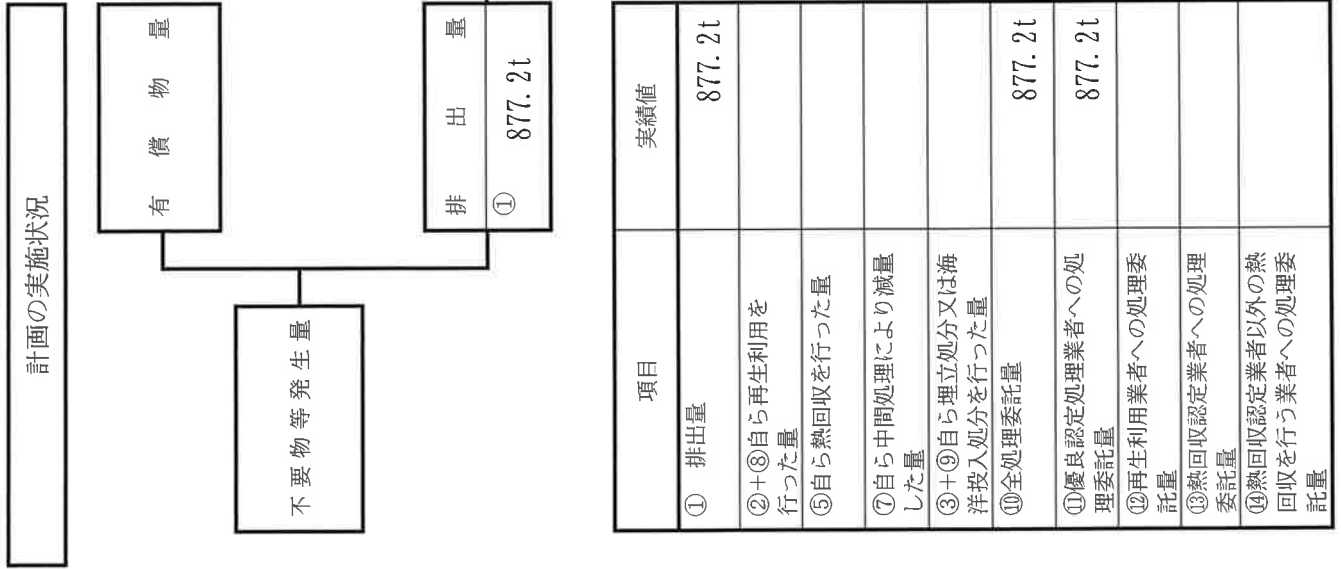 計画の実施状況
有償物量
不要物等発生量
排出量
①
877.2t
項目
実績値
① 排出量
877.2t
②+⑧自ら再生利用を
行った量
⑤自ら熱回収を行った量
⑦自ら中間処理により減量
した量
③+⑨自ら埋立処分又は海
洋投入処分を行った量
⑩全処理委託量
877.2t
⑪優良認定処理業者への処
理委託量
877.2t
⑫再生利用業者への処理委
託量
⑬熱回収認定業者への処理
委託量
⑭熱回収認定業者以外の熱
回収を行う業者への処理委
託量